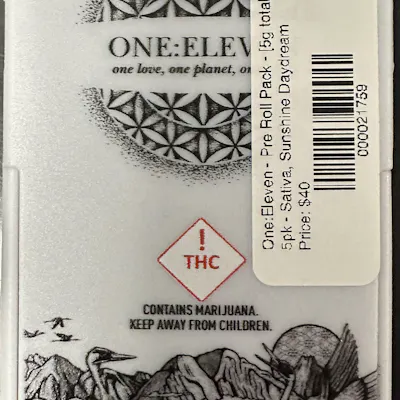 ONE:ELEV
one love, one planet,
!
THC
CONTAINS MARIJUANA.
KEEP AWAY FROM CHILDREN.
One:Eleven - Pre Roll Pack - [5g total
5pk - Sativa, Sunshine Daydream
Price: $40
000021759